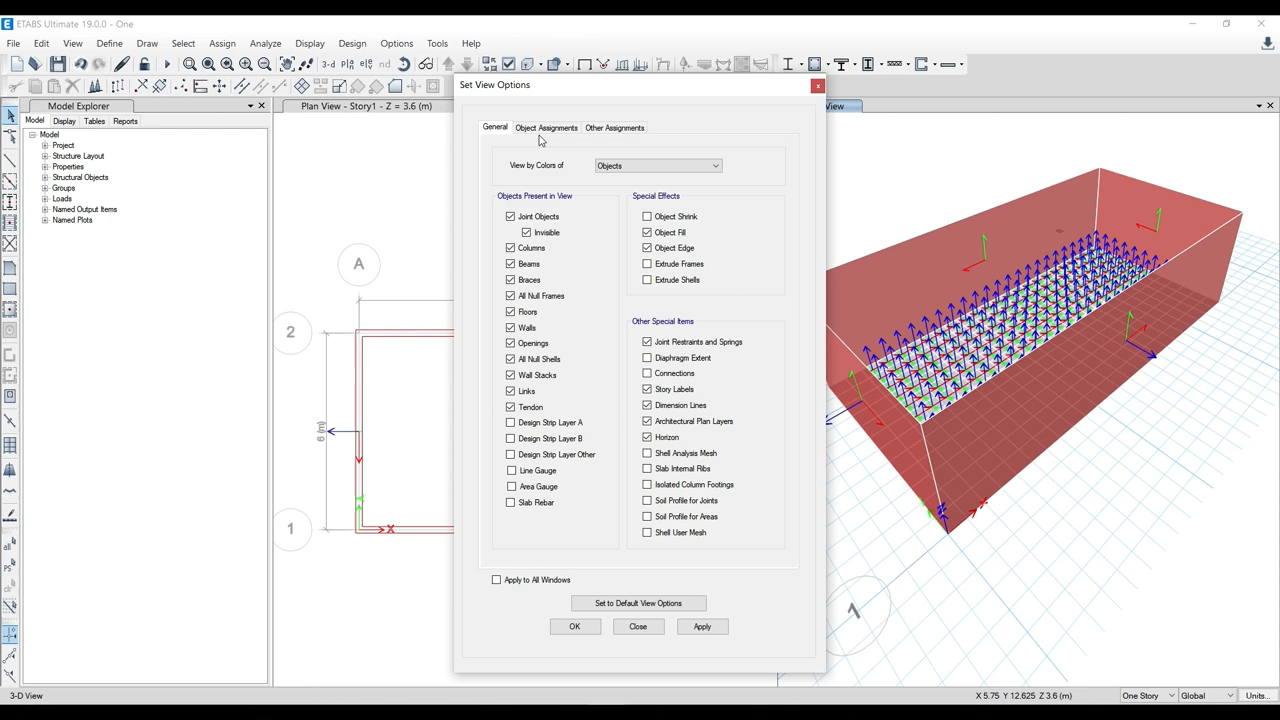 ETABS Ultimate 19.0.0 - One
File Edit View Define Draw Select Assign Analyze Display Design Options Tools Help
3-d
Model Explorer
Plan View - Story1 - Z = 3.6 (m)
View
Model Display Tables Reports
Model
Project
Structure Layout
Properties
Structural Objects
Groups
Loads
Named Output Items
Named Plots
A
2
6 (m)
1
X
Set View Options
General Object Assignments Other Assignments
View by Colors of Objects
Objects Present in View
Joint Objects
Invisible
Columns
Beams
Braces
All Null Frames
Floors
Walls
Openings
All Null Shells
Wall Stacks
Links
Tendon
Design Strip Layer A
Design Strip Layer B
Design Strip Layer Other
Line Gauge
Area Gauge
Slab Rebar
Special Effects
Object Shrink
Object Fill
Object Edge
Extrude Frames
Extrude Shells
Other Special Items
Joint Restraints and Springs
Diaphragm Extent
Connections
Story Labels
Dimension Lines
Architectural Plan Layers
Horizon
Shell Analysis Mesh
Slab Internal Ribs
Isolated Column Footings
Soil Profile for Joints
Soil Profile for Areas
Shell User Mesh
Apply to All Windows
Set to Default View Options
OK Close Apply
3-D View
X 5.75 Y 12.625 Z 3.6 (m)
One Story Global Units...